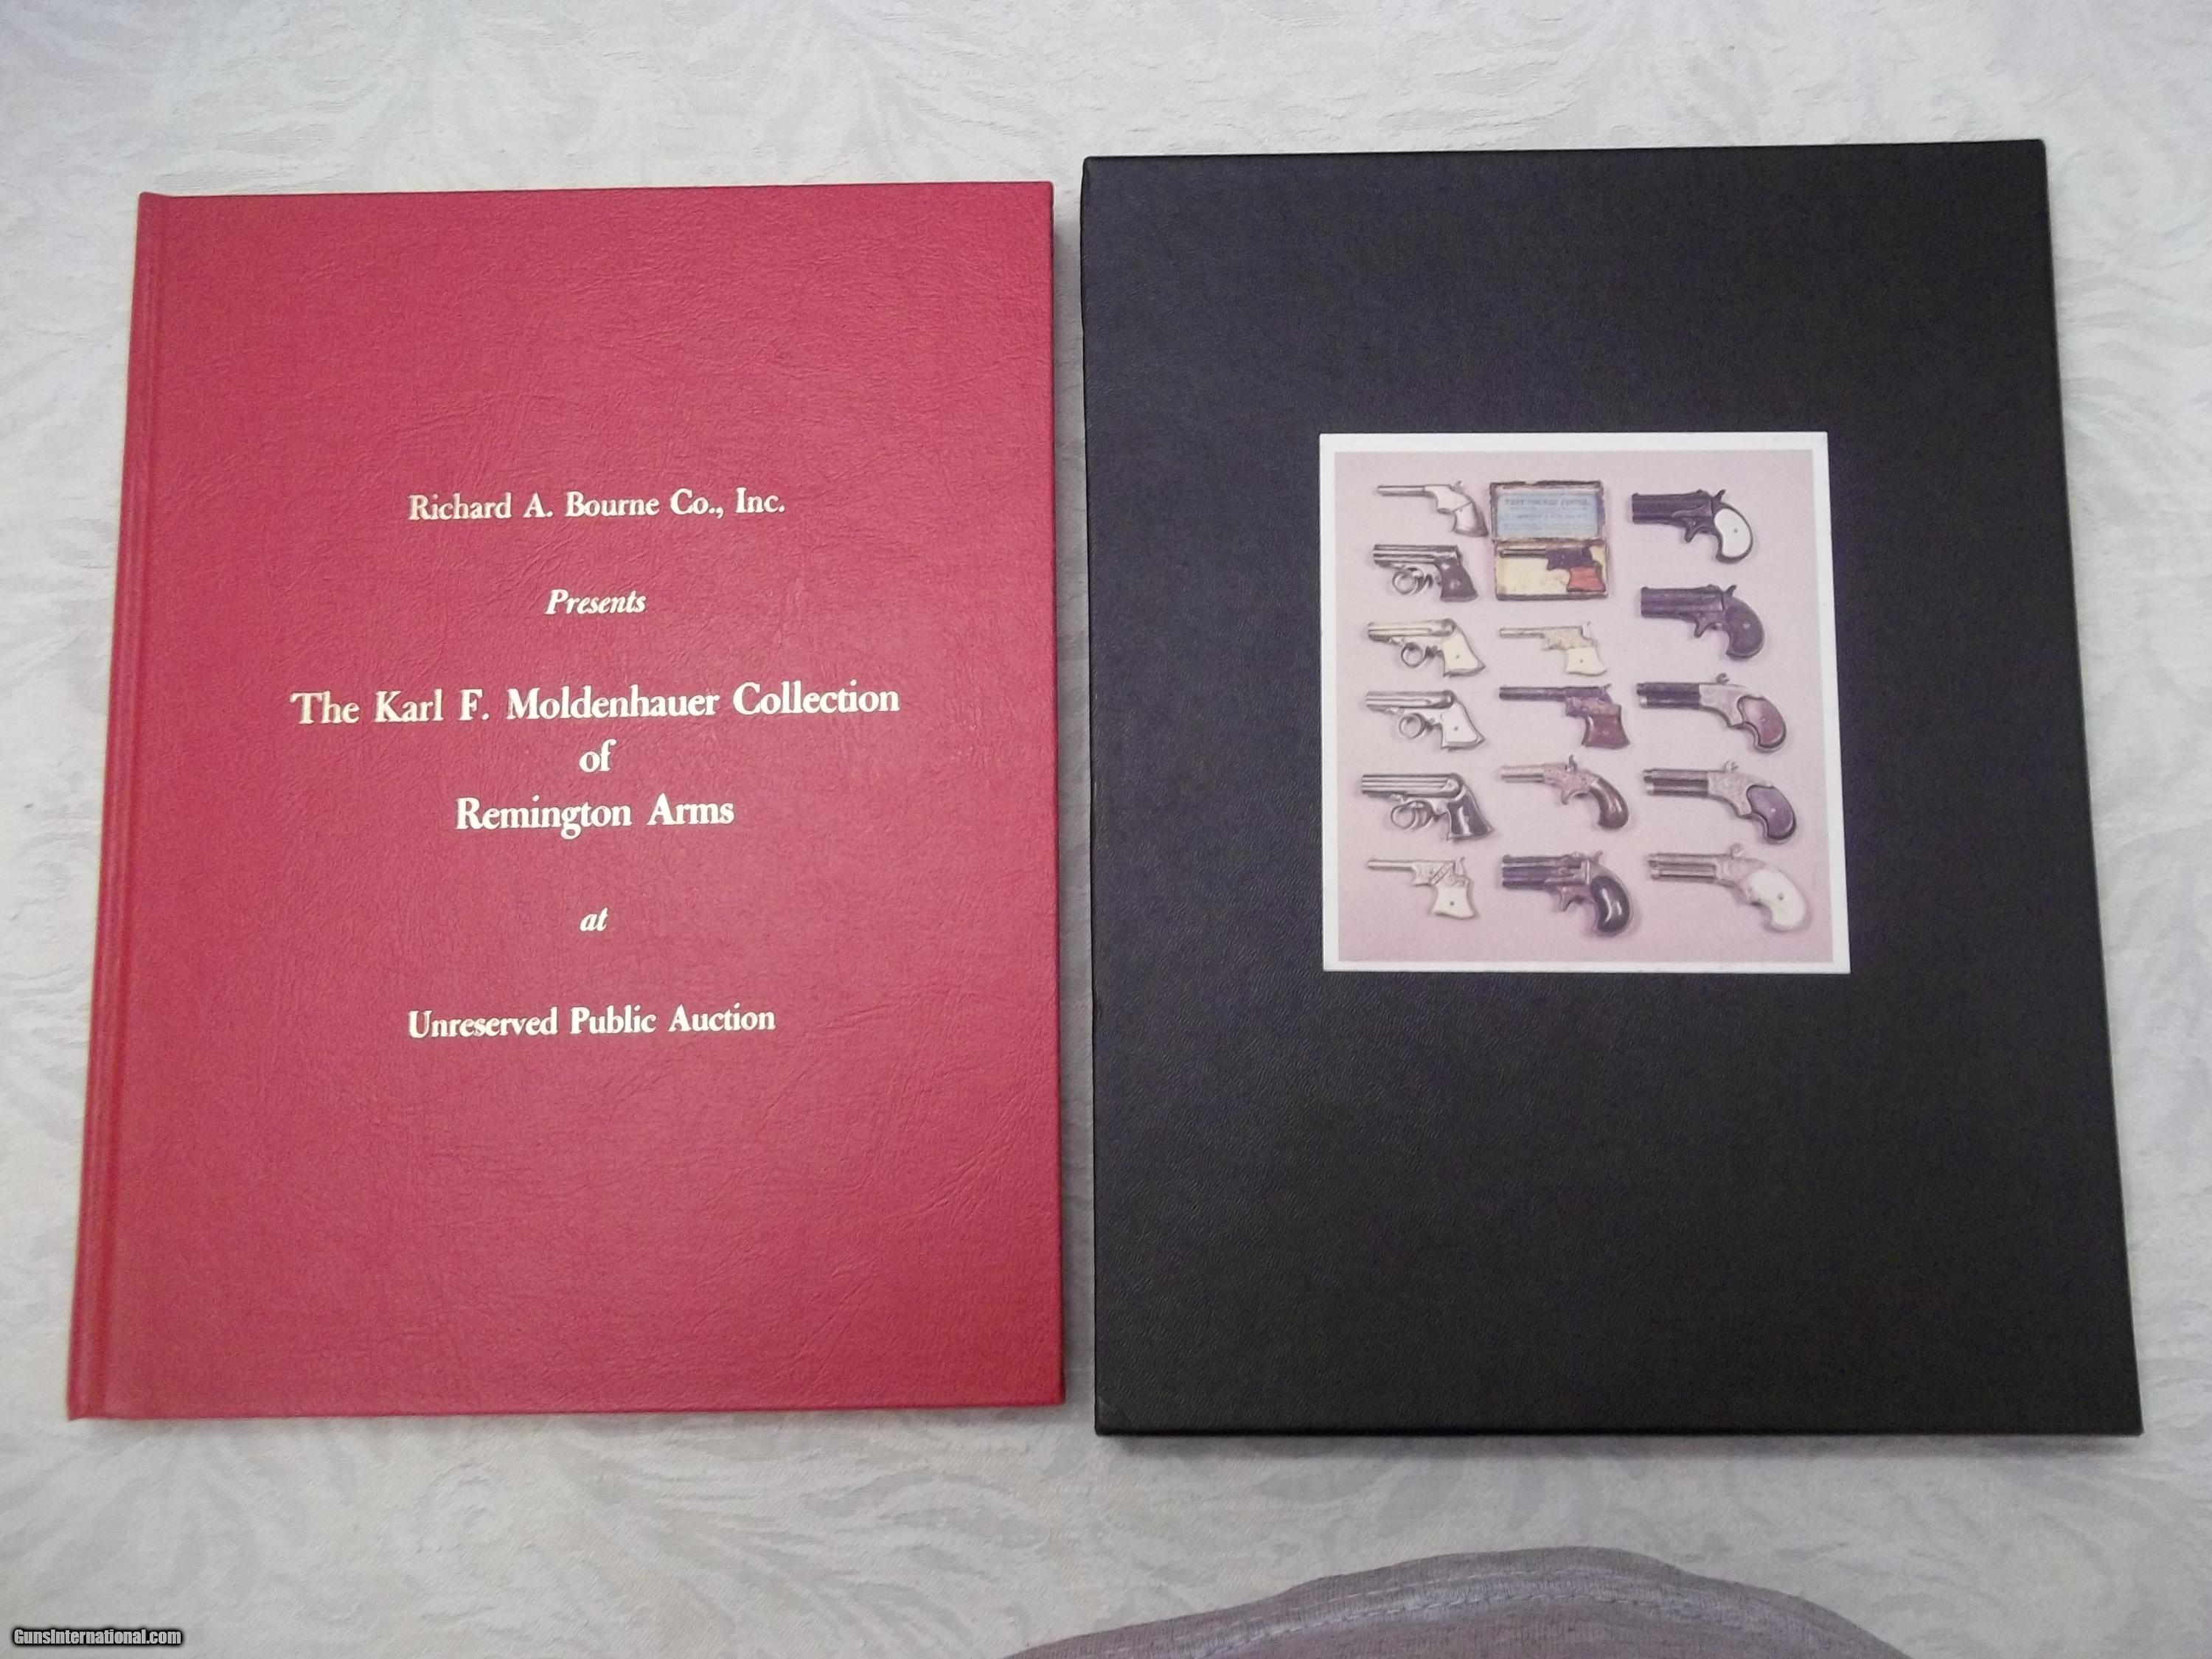 Richard A. Bourne Co., Inc.
Presents
The Karl F. Moldenhauer Collection
of
Remington Arms
at
Unreserved Public Auction
GunsInternational.com